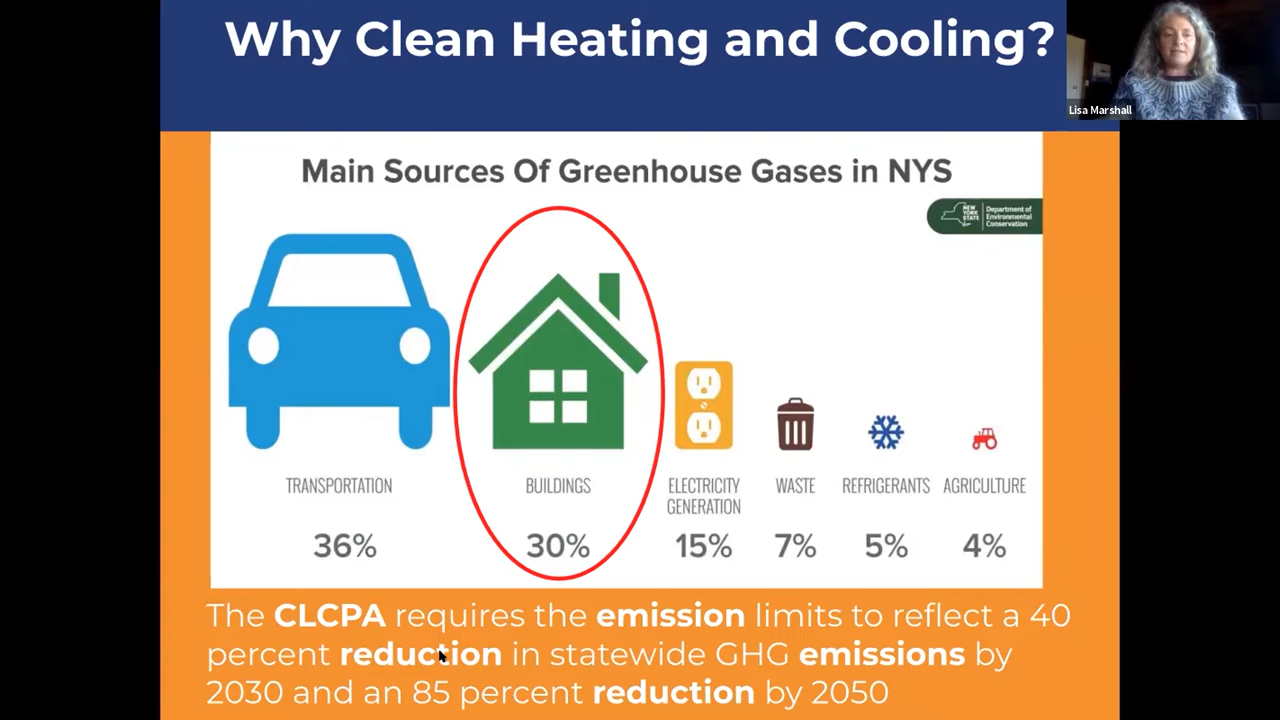 Why Clean Heating and Cooling?
Lisa Marshall
Main Sources Of Greenhouse Gases in NYS
NEW
YORK
STATE
Department of
Environmental
Conservation
TRANSPORTATION
BUILDINGS
ELECTRICITY
GENERATION
WASTE
REFRIGERANTS
AGRICULTURE
36%
30%
15%
7%
5%
4%
The CLCPA requires the emission limits to reflect a 40
percent reduction in statewide GHG emissions by
2030 and an 85 percent reduction by 2050